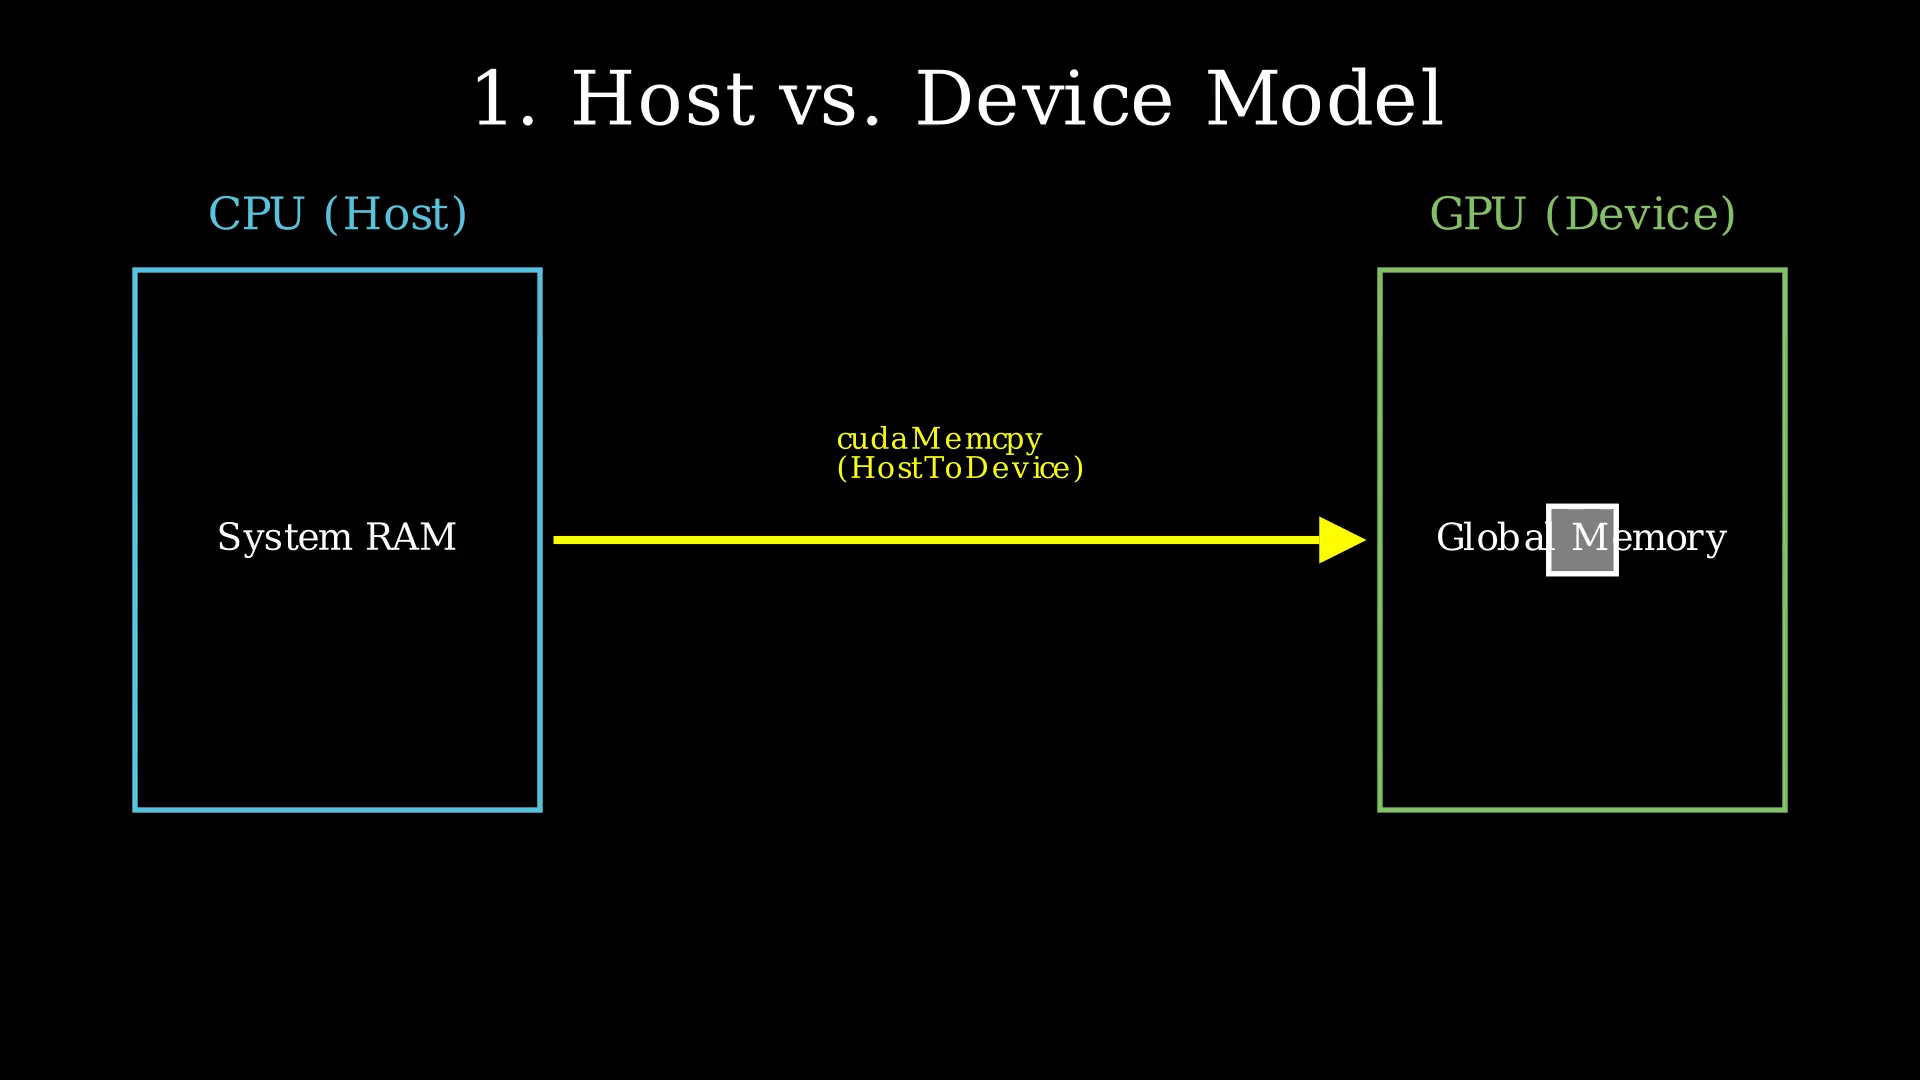 1. Host vs. Device Model
CPU (Host)
GPU (Device)
cudaMemcpy
(HostToDevice)
System RAM
Global Memory